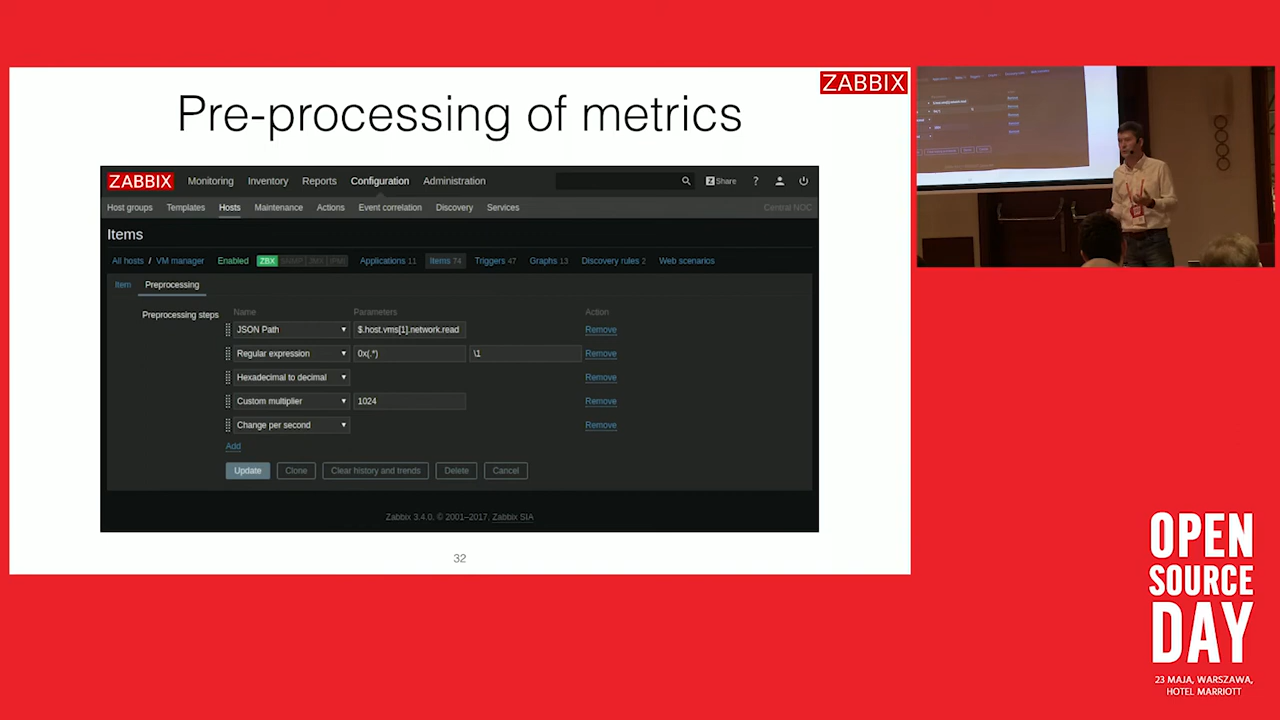 ZABBIX
Pre-processing of metrics
ZABBIX Monitoring Inventory Reports Configuration Administration Z Share ?
Host groups Templates Hosts Maintenance Actions Event correlation Discovery Services Central NOC
Items
All hosts / VM manager Enabled ZBX SNMP JMX IPMI Applications 11 Items 74 Triggers 47 Graphs 13 Discovery rules 2 Web scenarios
Item Preprocessing
Preprocessing steps Name Parameters Action
JSON Path $.host.vms[1].network.read Remove
Regular expression 0x(.*) \1 Remove
Hexadecimal to decimal Remove
Custom multiplier 1024 Remove
Change per second Remove
Add
Update Clone Clear history and trends Delete Cancel
Zabbix 3.4.0. © 2001–2017, Zabbix SIA
32
OPEN
SOURCE
DAY
23 MAJA, WARSZAWA,
HOTEL MARRIOTT